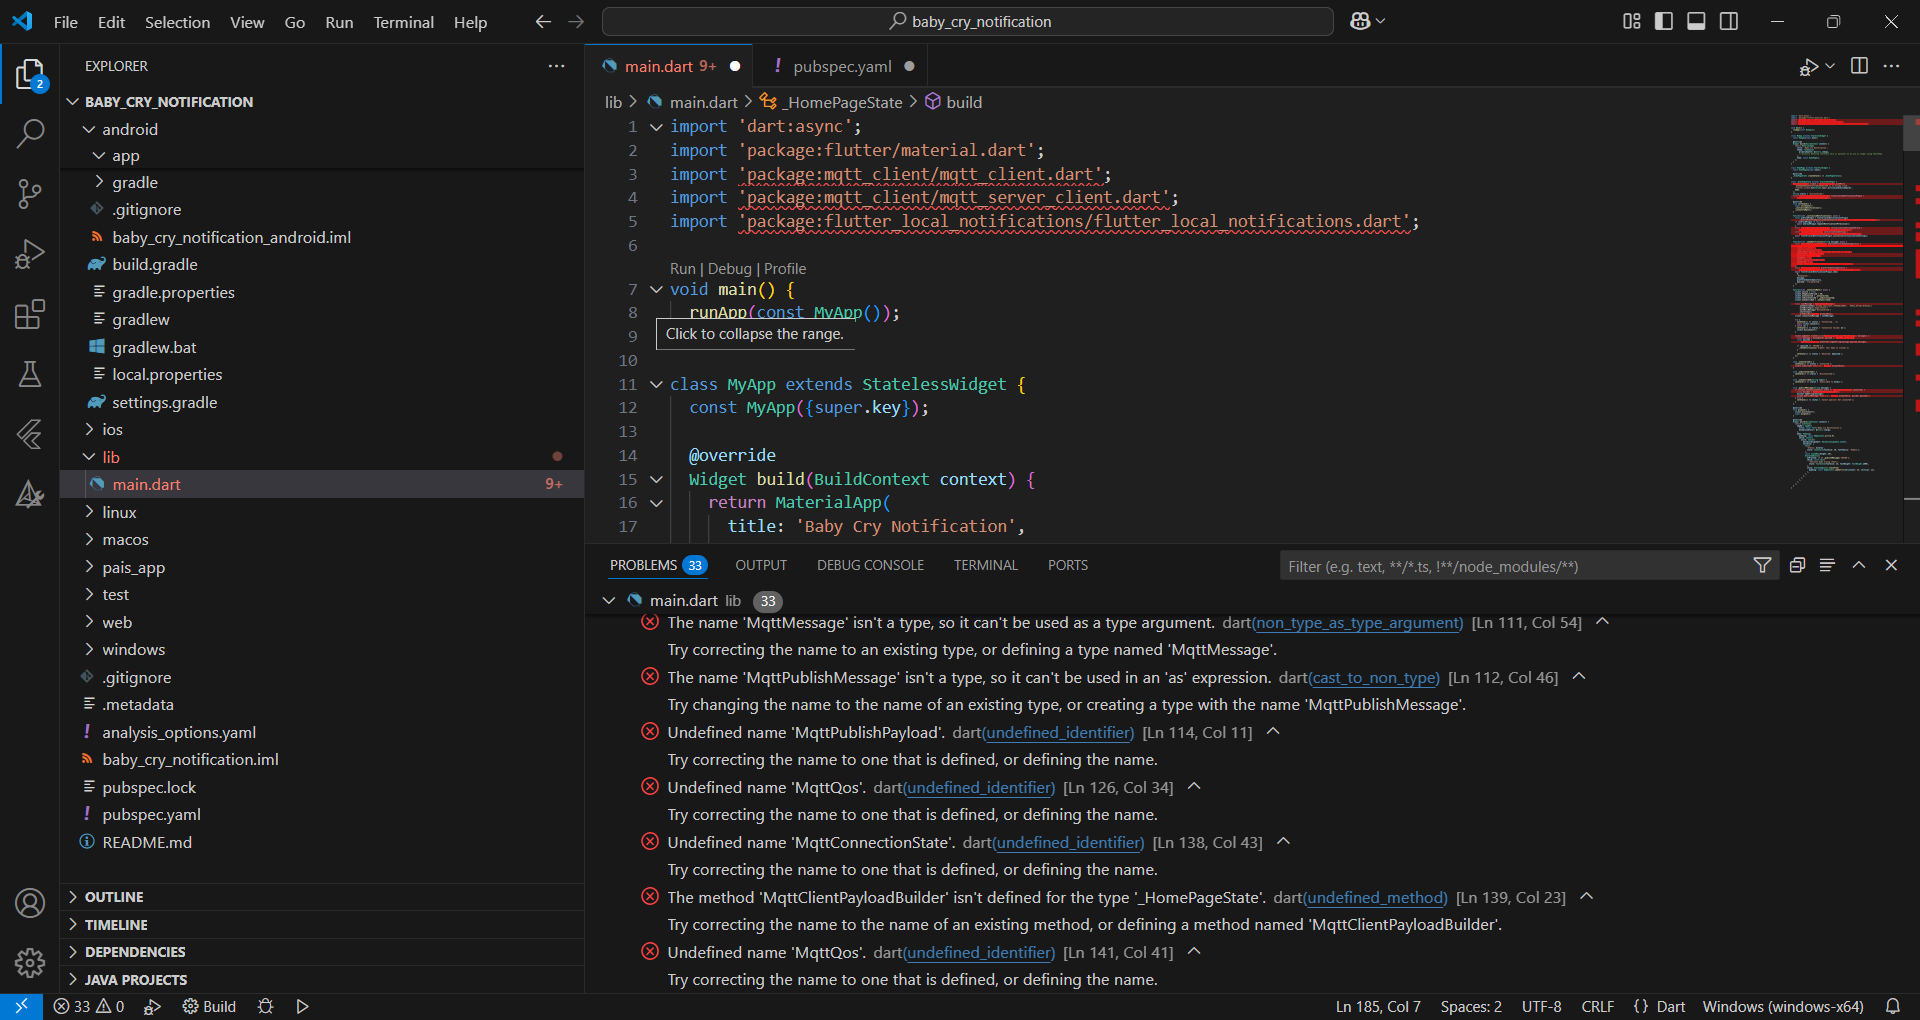 File Edit Selection View Go Run Terminal Help
baby_cry_notification
2
EXPLORER
BABY_CRY_NOTIFICATION
android
app
gradle
.gitignore
baby_cry_notification_android.iml
build.gradle
gradle.properties
gradlew
gradlew.bat
local.properties
settings.gradle
ios
lib
main.dart 9+
linux
macos
pais_app
test
web
windows
.gitignore
.metadata
analysis_options.yaml
baby_cry_notification.iml
pubspec.lock
pubspec.yaml
README.md
OUTLINE
TIMELINE
DEPENDENCIES
JAVA PROJECTS
main.dart 9+
! pubspec.yaml
lib > main.dart > _HomePageState > build
1 import 'dart:async';
2 import 'package:flutter/material.dart';
3 import 'package:mqtt_client/mqtt_client.dart';
4 import 'package:mqtt_client/mqtt_server_client.dart';
5 import 'package:flutter_local_notifications/flutter_local_notifications.dart';
6
Run | Debug | Profile
7 void main() {
8 runApp(const MyApp());
9 Click to collapse the range.
10
11 class MyApp extends StatelessWidget {
12 const MyApp({super.key});
13
14 @override
15 Widget build(BuildContext context) {
16 return MaterialApp(
17 title: 'Baby Cry Notification',
PROBLEMS 33 OUTPUT DEBUG CONSOLE TERMINAL PORTS
Filter (e.g. text, **/*.ts, !**/node_modules/**)
main.dart lib 33
The name 'MqttMessage' isn't a type, so it can't be used as a type argument. dart(non_type_as_type_argument) [Ln 111, Col 54]
Try correcting the name to an existing type, or defining a type named 'MqttMessage'.
The name 'MqttPublishMessage' isn't a type, so it can't be used in an 'as' expression. dart(cast_to_non_type) [Ln 112, Col 46]
Try changing the name to the name of an existing type, or creating a type with the name 'MqttPublishMessage'.
Undefined name 'MqttPublishPayload'. dart(undefined_identifier) [Ln 114, Col 11]
Try correcting the name to one that is defined, or defining the name.
Undefined name 'MqttQos'. dart(undefined_identifier) [Ln 126, Col 34]
Try correcting the name to one that is defined, or defining the name.
Undefined name 'MqttConnectionState'. dart(undefined_identifier) [Ln 138, Col 43]
Try correcting the name to one that is defined, or defining the name.
The method 'MqttClientPayloadBuilder' isn't defined for the type '_HomePageState'. dart(undefined_method) [Ln 139, Col 23]
Try correcting the name to the name of an existing method, or defining a method named 'MqttClientPayloadBuilder'.
Undefined name 'MqttQos'. dart(undefined_identifier) [Ln 141, Col 41]
Try correcting the name to one that is defined, or defining the name.
33 0 Build
Ln 185, Col 7 Spaces: 2 UTF-8 CRLF {} Dart Windows (windows-x64)